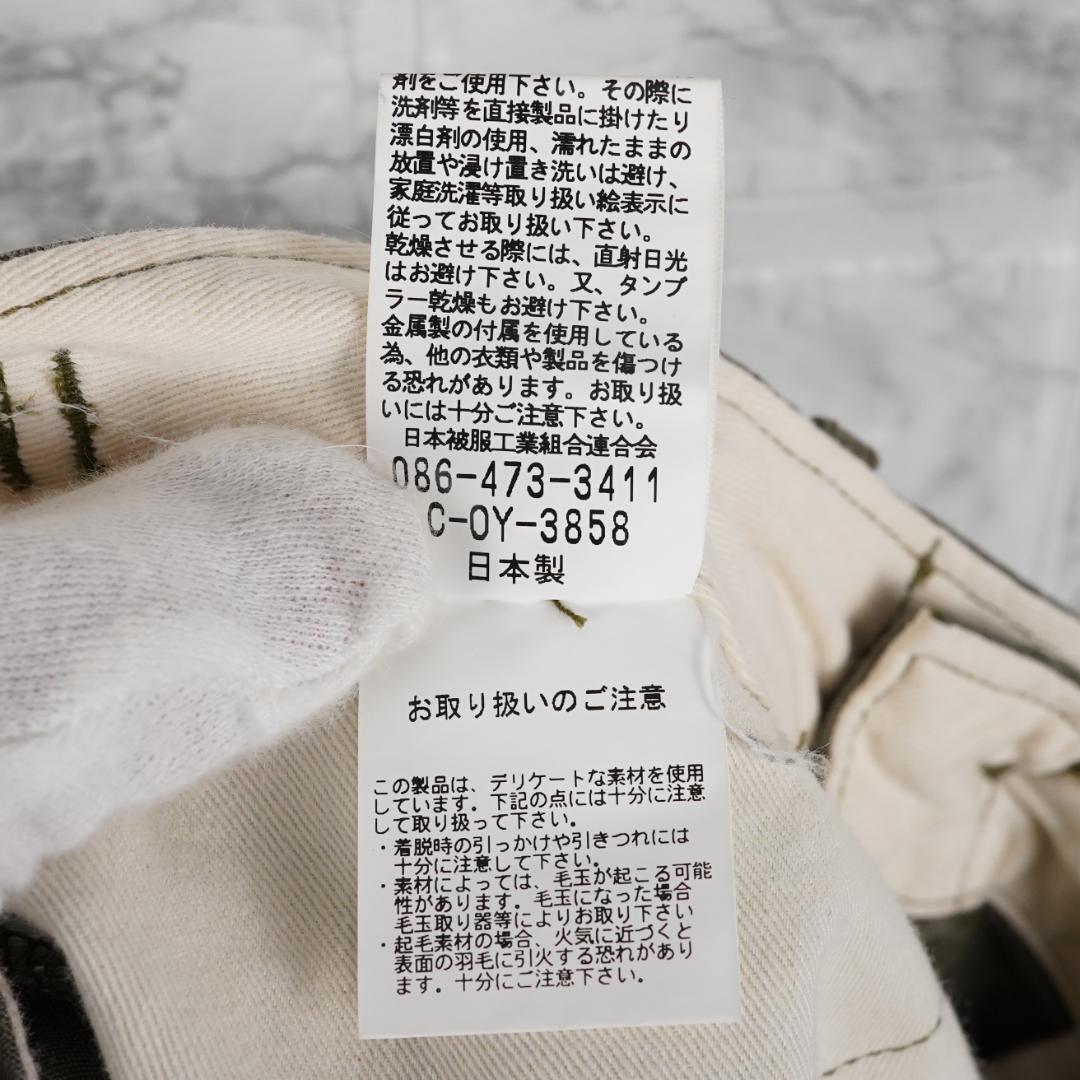 剤をご使用下さい。その際に
洗剤等を直接製品に掛けたり
漂白剤の使用、濡れたままの
放置や浸け置き洗いは避け、
家庭洗濯等取り扱い絵表示に
従ってお取り扱い下さい。
乾燥させる際には、直射日光
はお避け下さい。又、タンブ
ラー乾燥もお避け下さい。
金属製の付属を使用している
為、他の衣類や製品を傷つけ
る恐れがあります。お取り扱
いには十分ご注意下さい。
日本被服工業組合連合会
086-473-3411
C-OY-3858
日本製
お取り扱いのご注意
この製品は、デリケートな素材を使用
しています。下記の点には十分に注意
して取り扱って下さい。
・着脱時の引っかけや引きつれには
十分に注意して下さい。
・素材によっては、毛玉が起こる可能
性があります。毛玉になった場合
毛玉取り器等によりお取り下さい
・起毛素材の場合、火気に近づくと
表面の羽毛に引火する恐れがあり
ます。十分にご注意下さい。